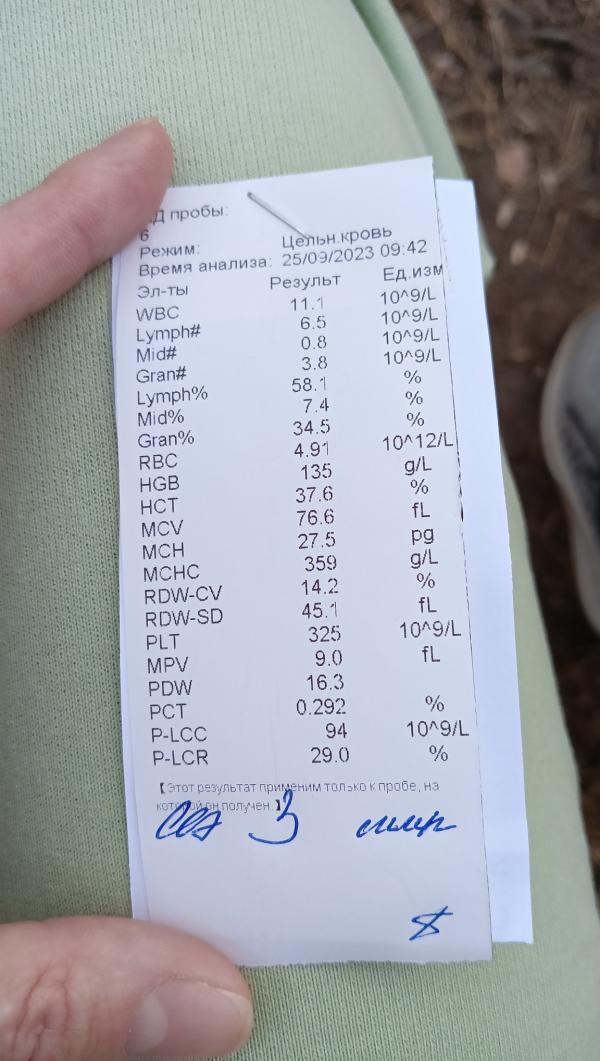 Д пробы:
6
Режим: Цельн.кровь
Время анализа: 25/09/2023 09:42
Эл-ты Результ Ед.изм
WBC 11.1 10^9/L
Lymph# 6.5 10^9/L
Mid# 0.8 10^9/L
Gran# 3.8 10^9/L
Lymph% 58.1 %
Mid% 7.4 %
Gran% 34.5 %
RBC 4.91 10^12/L
HGB 135 g/L
HCT 37.6 %
MCV 76.6 fL
MCH 27.5 pg
MCHC 359 g/L
RDW-CV 14.2 %
RDW-SD 45.1 fL
PLT 325 10^9/L
MPV 9.0 fL
PDW 16.3
PCT 0.292 %
P-LCC 94 10^9/L
P-LCR 29.0 %
【Этот результат применим только к пробе, на
которой он получен.】
3